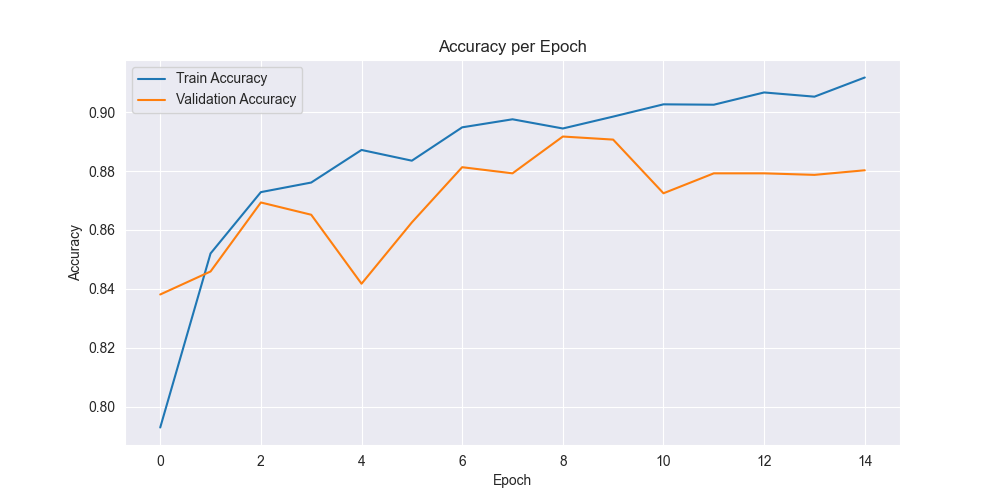 Accuracy per Epoch
Train Accuracy
Validation Accuracy
0.90
0.88
0.86
0.84
0.82
0.80
Accuracy
0 2 4 6 8 10 12 14
Epoch